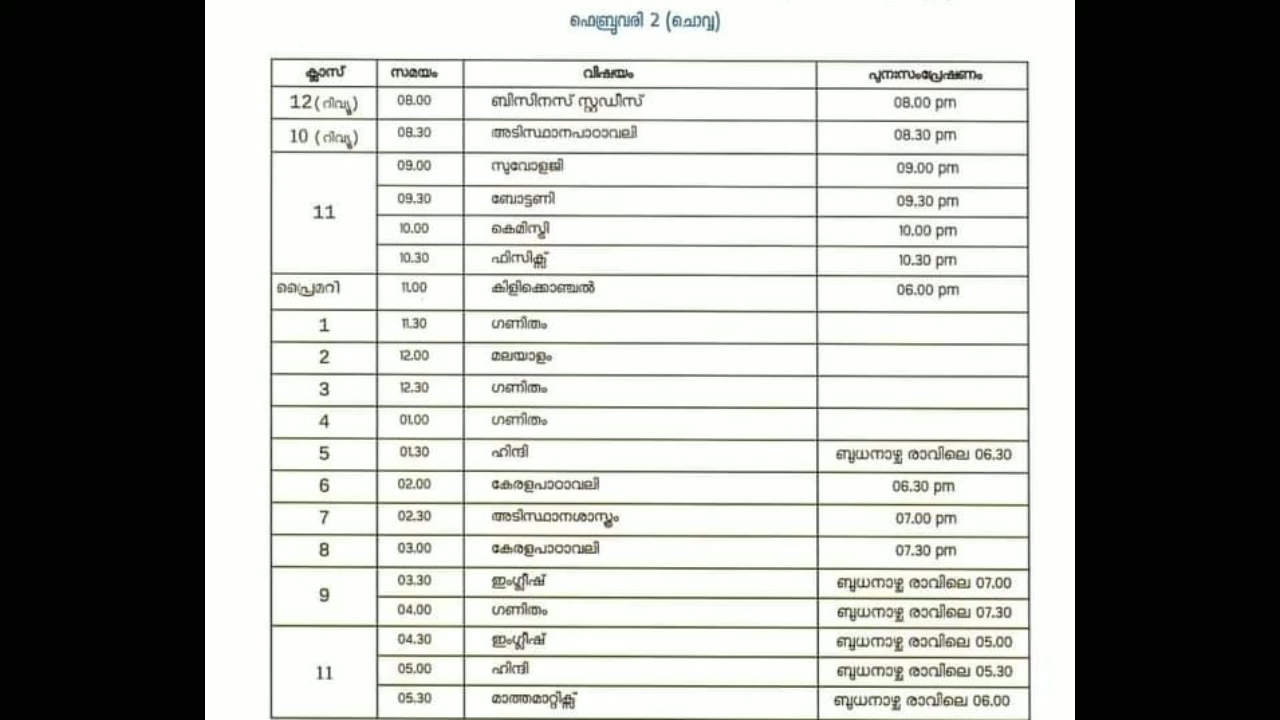 ഫെബ്രുവരി 2 (ചൊവ്വ)
ക്ലാസ് സമയം വിഷയം പുനഃസംപ്രേഷണം
12(റിവ്യൂ) 08.00 ബിസിനസ് സ്റ്റഡീസ് 08.00 pm
10 (റിവ്യൂ) 08.30 അടിസ്ഥാനപാഠാവലി 08.30 pm
11 09.00 സുവോളജി 09.00 pm
09.30 ബോട്ടണി 09.30 pm
10.00 കെമിസ്ട്രി 10.00 pm
10.30 ഫിസിക്സ് 10.30 pm
പ്രൈമറി 11.00 കിളിക്കൊഞ്ചൽ 06.00 pm
1 11.30 ഗണിതം
2 12.00 മലയാളം
3 12.30 ഗണിതം
4 01.00 ഗണിതം
5 01.30 ഹിന്ദി ബുധനാഴ്ച രാവിലെ 06.30
6 02.00 കേരളപാഠാവലി 06.30 pm
7 02.30 അടിസ്ഥാനശാസ്ത്രം 07.00 pm
8 03.00 കേരളപാഠാവലി 07.30 pm
9 03.30 ഇംഗ്ലീഷ് ബുധനാഴ്ച രാവിലെ 07.00
04.00 ഗണിതം ബുധനാഴ്ച രാവിലെ 07.30
11 04.30 ഇംഗ്ലീഷ് ബുധനാഴ്ച രാവിലെ 05.00
05.00 ഹിന്ദി ബുധനാഴ്ച രാവിലെ 05.30
05.30 മാത്തമാറ്റിക്സ് ബുധനാഴ്ച രാവിലെ 06.00